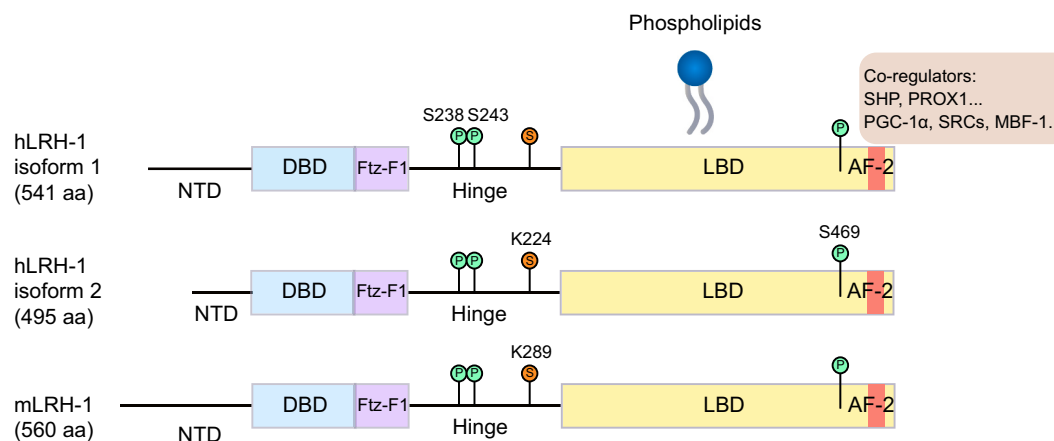 Phospholipids
Co-regulators:
SHP, PROX1...
PGC-1α, SRCs, MBF-1..
S238 S243
P P S P
hLRH-1
isoform 1
(541 aa)
NTD
DBD
Ftz-F1
Hinge
LBD
AF-2
K224
S469
P P S P
hLRH-1
isoform 2
(495 aa)
NTD
DBD
Ftz-F1
Hinge
LBD
AF-2
K289
P P S P
mLRH-1
(560 aa)
NTD
DBD
Ftz-F1
Hinge
LBD
AF-2